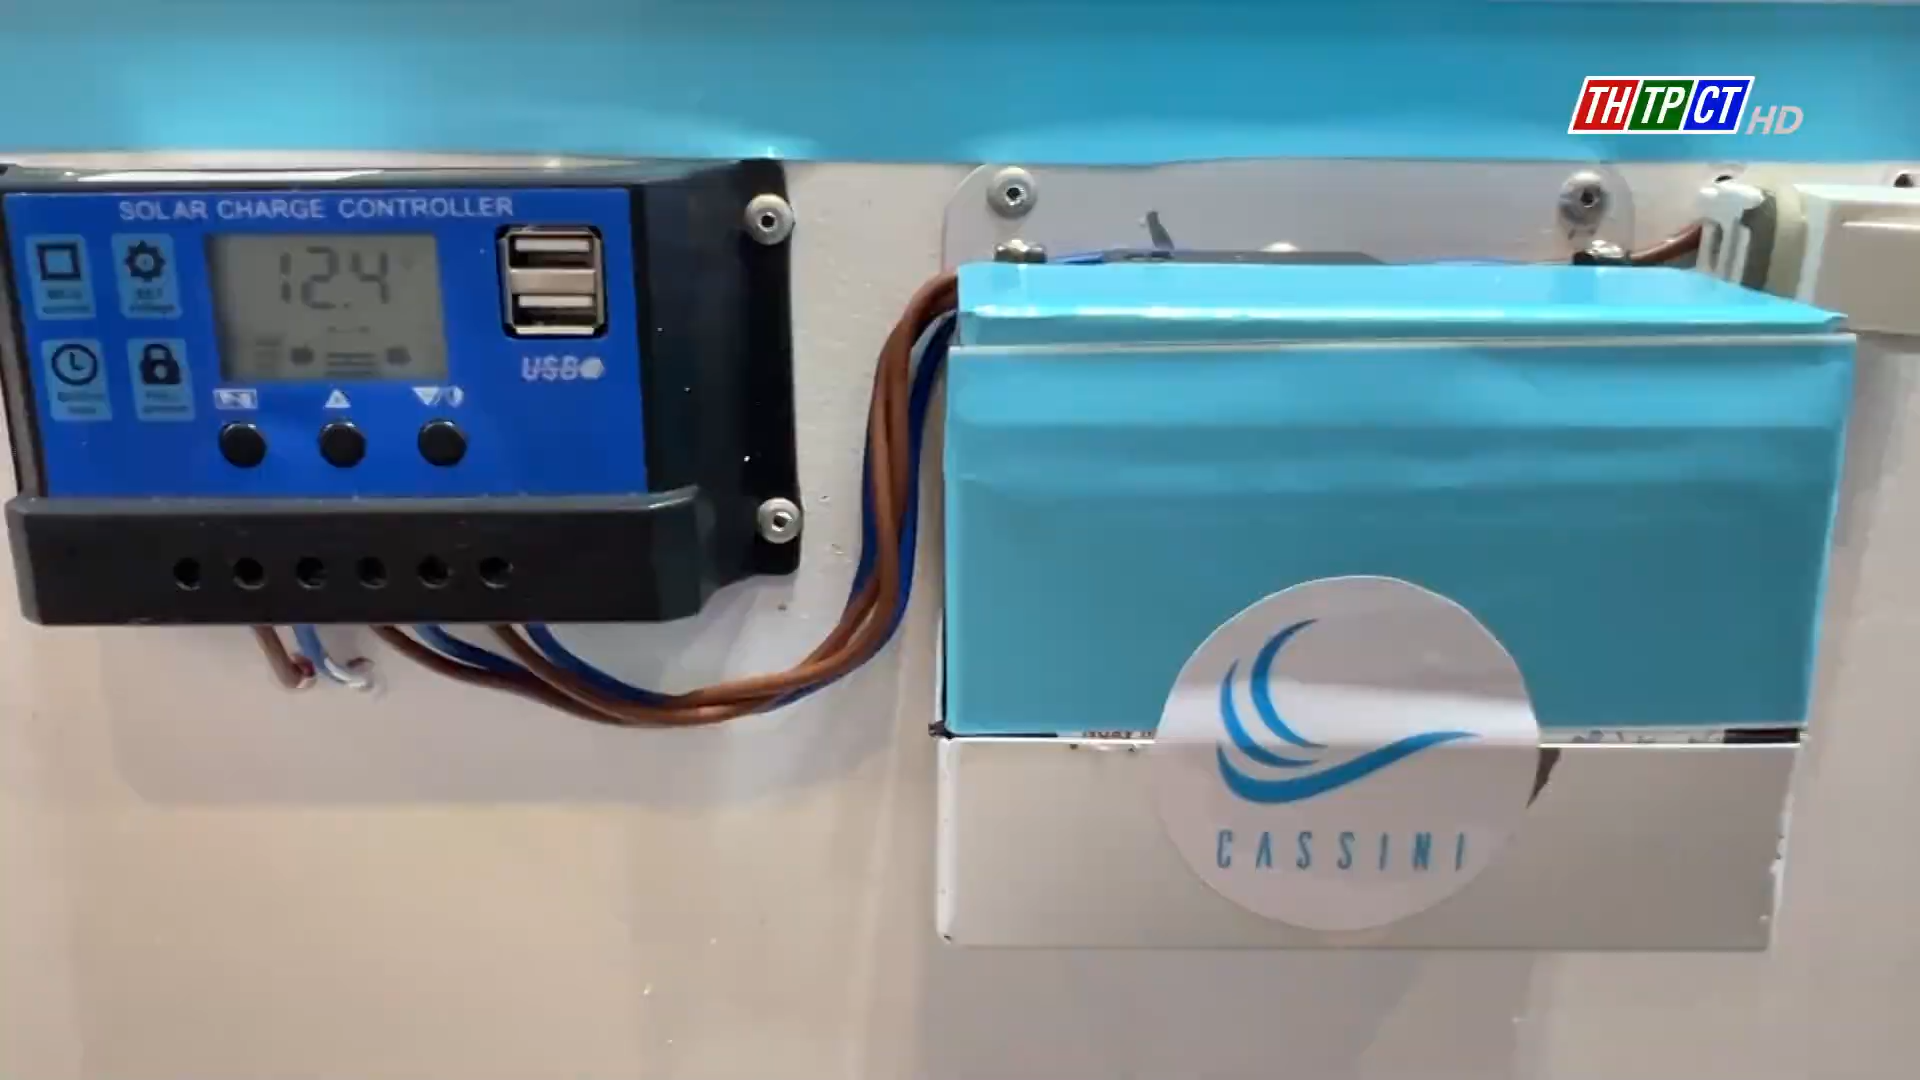 THTPCT HD
SOLAR CHARGE CONTROLLER
12.4
USB
CASSINI